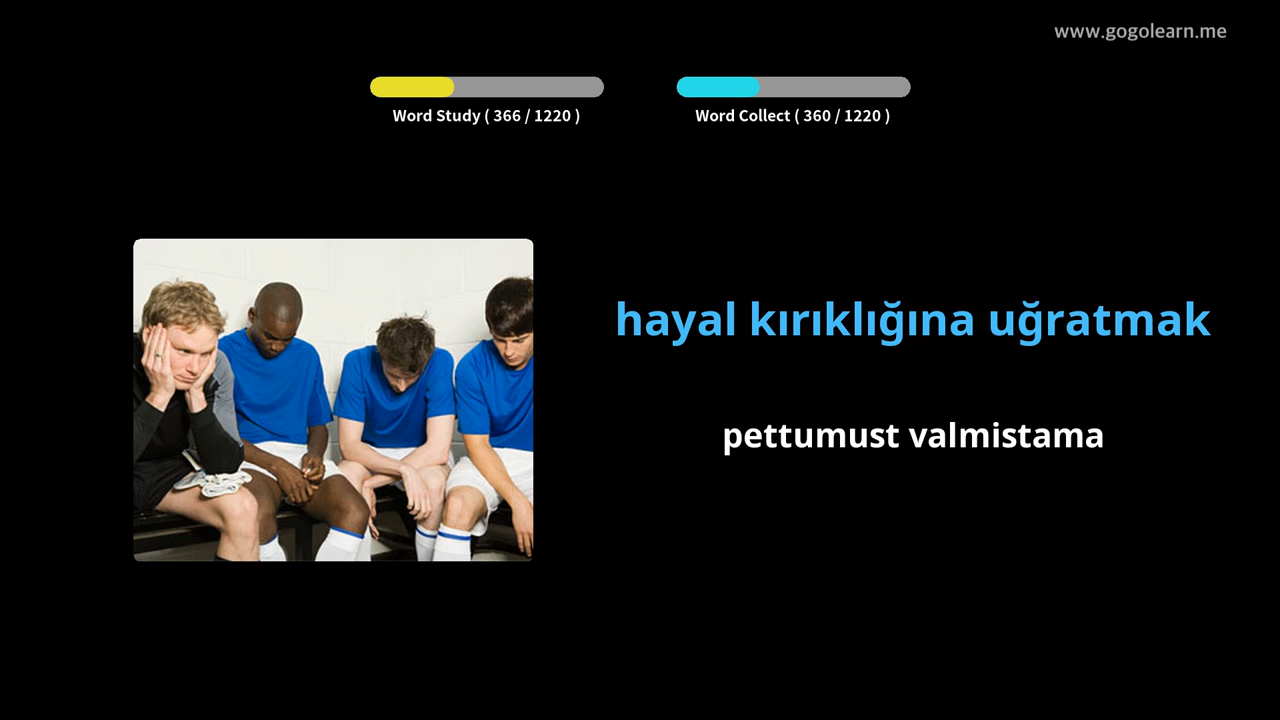 www.gogolearn.me
Word Study ( 366 / 1220 )
Word Collect ( 360 / 1220 )
hayal kırıklığına uğratmak
pettumust valmistama